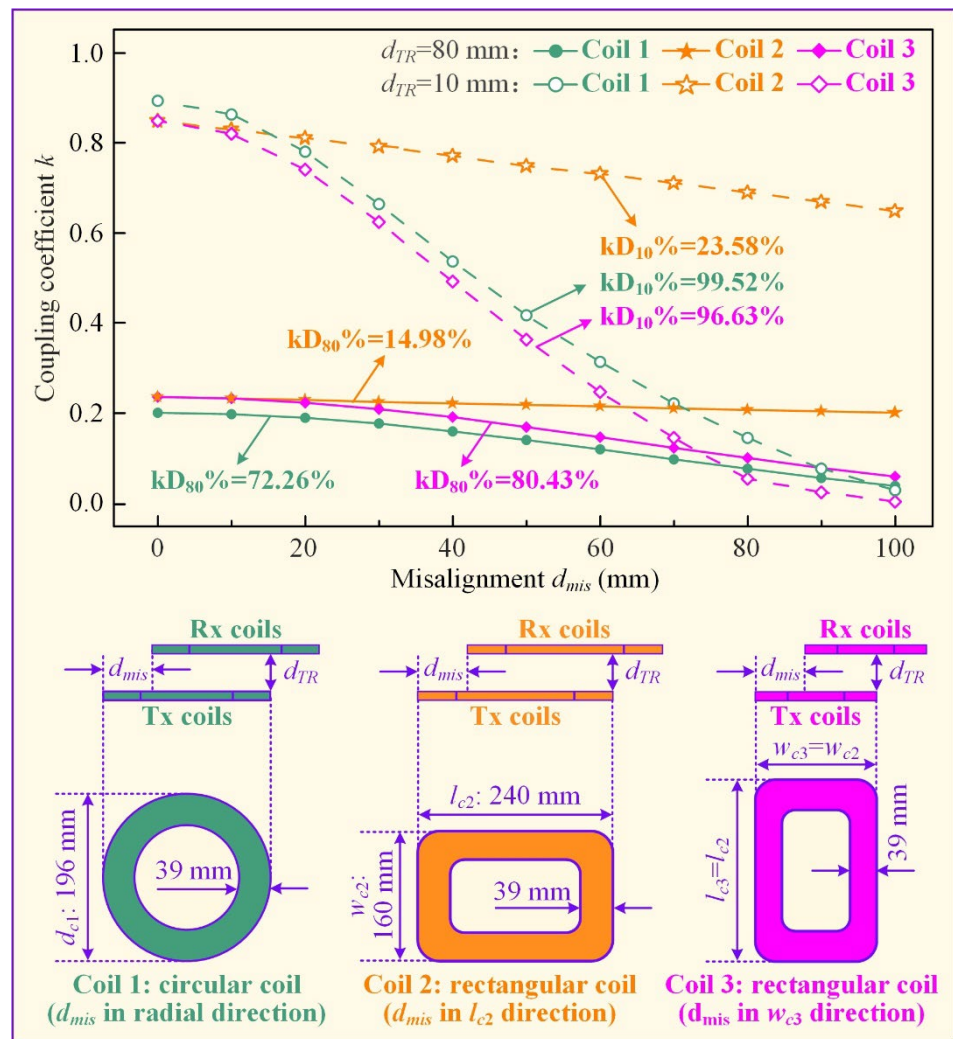 d_TR=80 mm: Coil 1 Coil 2 Coil 3
d_TR=10 mm: Coil 1 Coil 2 Coil 3
Coupling coefficient k
1.0
0.8
0.6
0.4
0.2
0.0
kD₁₀%=23.58%
kD₁₀%=99.52%
kD₁₀%=96.63%
kD₈₀%=14.98%
kD₈₀%=72.26%
kD₈₀%=80.43%
0 20 40 60 80 100
Misalignment d_mis (mm)
Rx coils
d_mis
d_TR
Tx coils
d_c1: 196 mm
39 mm
Coil 1: circular coil
(d_mis in radial direction)
Rx coils
d_mis
d_TR
Tx coils
l_c2: 240 mm
w_c2:
160 mm
39 mm
Coil 2: rectangular coil
(d_mis in l_c2 direction)
Rx coils
d_mis
d_TR
Tx coils
w_c3=w_c2
l_c3=l_c2
39 mm
Coil 3: rectangular coil
(d_mis in w_c3 direction)